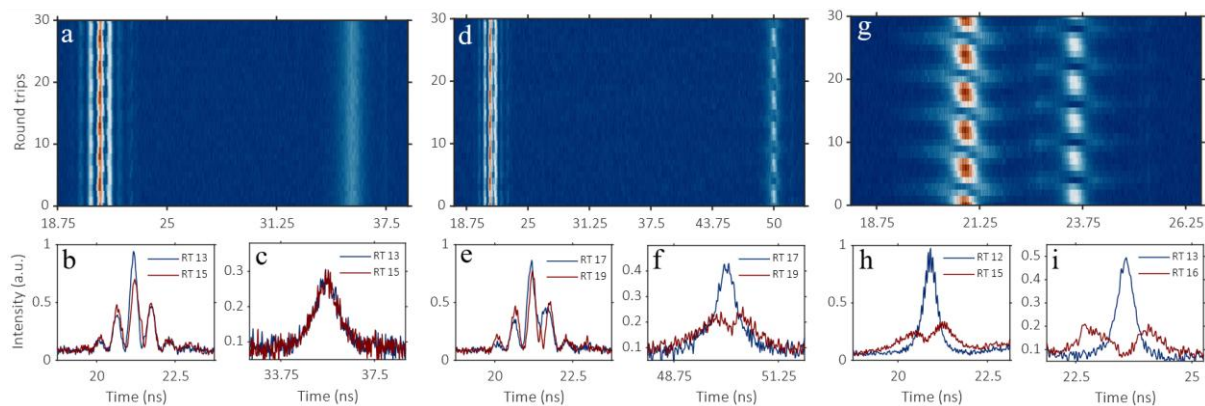 a
d
g
Round trips
30
20
10
0
18.75 25 31.25 37.5
30
20
10
0
18.75 25 31.25 37.5 43.75 50
30
20
10
0
18.75 21.25 23.75 26.25
Intensity (a.u.)
b
RT 13
RT 15
1
0.5
0
20 22.5
Time (ns)
c
RT 13
RT 15
0.3
0.2
0.1
33.75 37.5
Time (ns)
e
RT 17
RT 19
1
0.5
0
20 22.5
Time (ns)
f
RT 17
RT 19
0.4
0.3
0.2
0.1
48.75 51.25
Time (ns)
h
RT 12
RT 15
1
0.5
0
20 22.5
Time (ns)
i
RT 13
RT 16
0.5
0.4
0.3
0.2
0.1
22.5 25
Time (ns)